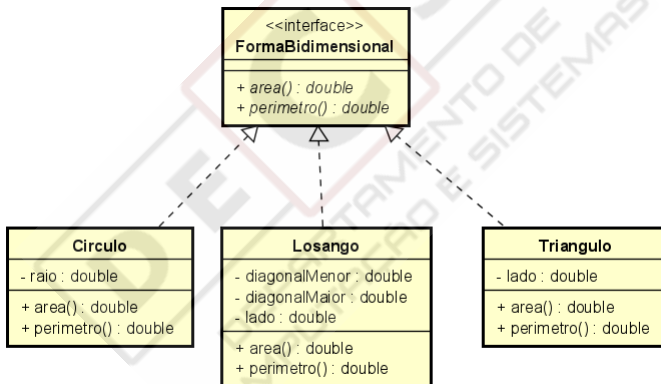 <<interface>>
FormaBidimensional
+ area() : double
+ perimetro() : double
Circulo
- raio : double
+ area() : double
+ perimetro() : double
Losango
- diagonalMenor : double
- diagonalMaior : double
- lado : double
+ area() : double
+ perimetro() : double
Triangulo
- lado : double
+ area() : double
+ perimetro() : double